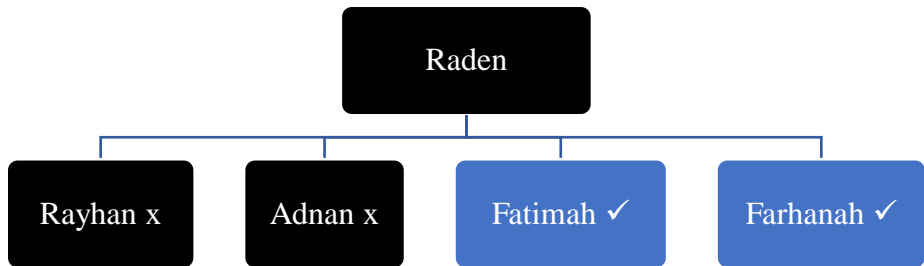 Raden
Rayhan x
Adnan x
Fatimah ✓
Farhanah ✓